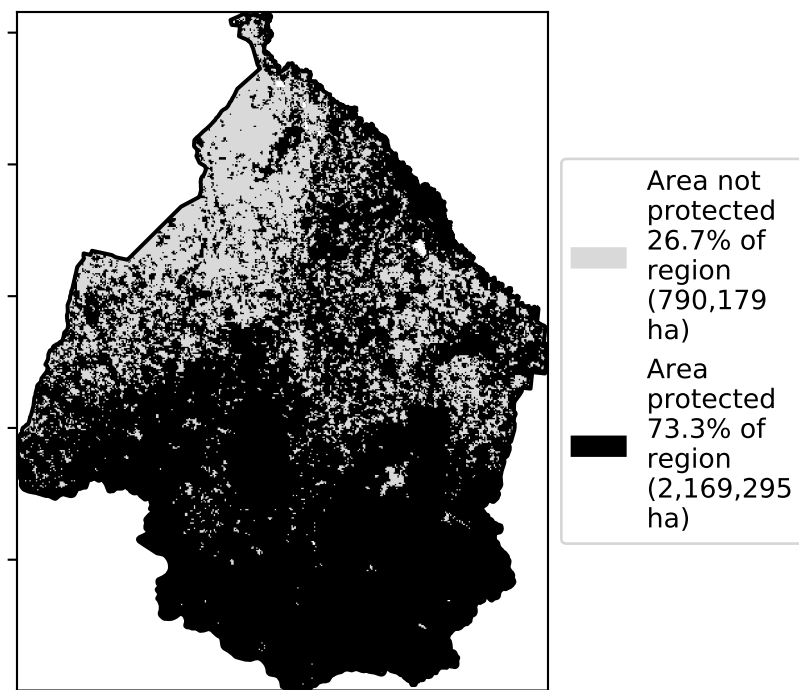 Area not
protected
26.7% of
region
(790,179
ha)
Area
protected
73.3% of
region
(2,169,295
ha)